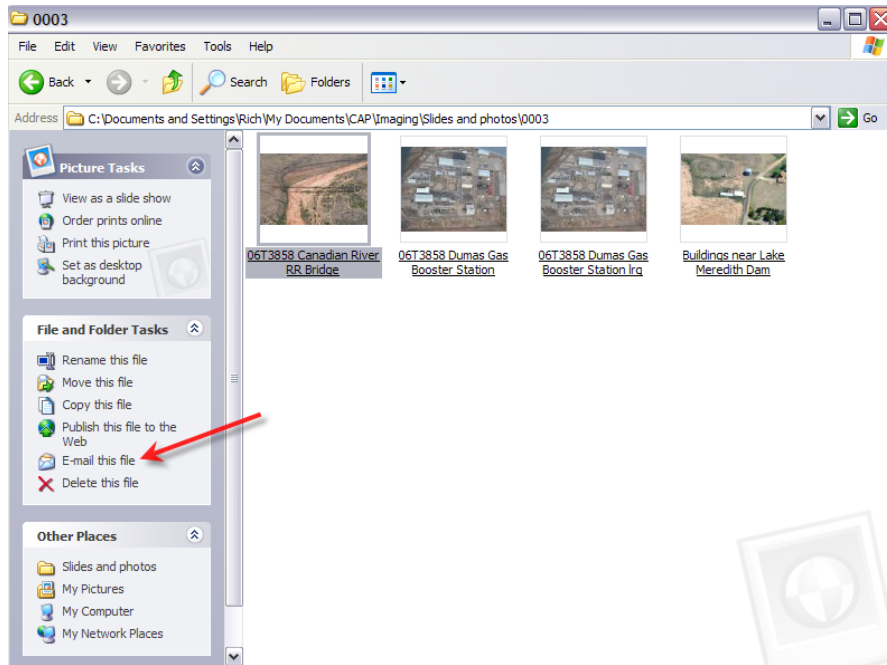 0003
File Edit View Favorites Tools Help
Back Search Folders
Address C:\Documents and Settings\Rich\My Documents\CAP\Imaging\Slides and photos\0003 Go
Picture Tasks
View as a slide show
Order prints online
Print this picture
Set as desktop
background
File and Folder Tasks
Rename this file
Move this file
Copy this file
Publish this file to the
Web
E-mail this file
Delete this file
Other Places
Slides and photos
My Pictures
My Computer
My Network Places
06T3858 Canadian River
RR Bridge
06T3858 Dumas Gas
Booster Station
06T3858 Dumas Gas
Booster Station lrg
Buildings near Lake
Meredith Dam